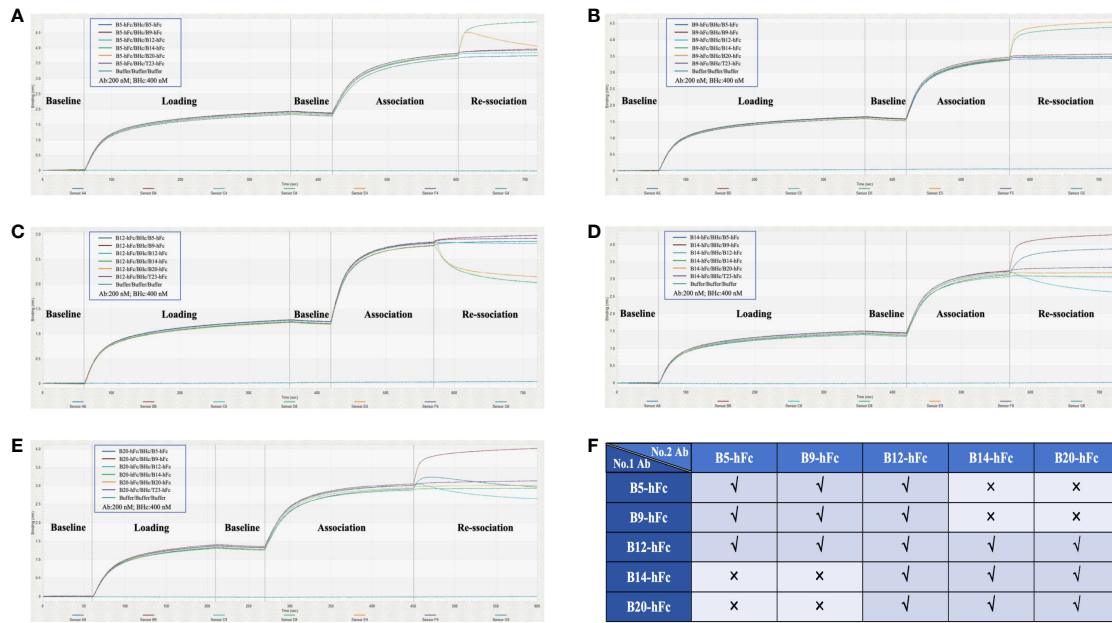 A
B5-hFc/BHc/B5-hFc
B5-hFc/BHc/B9-hFc
B5-hFc/BHc/B12-hFc
B5-hFc/BHc/B14-hFc
B5-hFc/BHc/B20-hFc
B5-hFc/BHc/T23-hFc
Buffer/Buffer/Buffer
Ab:200 nM; BHc:400 nM
Baseline
Loading
Baseline
Association
Re-ssociation
Time (sec)
B
B9-hFc/BHc/B5-hFc
B9-hFc/BHc/B9-hFc
B9-hFc/BHc/B12-hFc
B9-hFc/BHc/B14-hFc
B9-hFc/BHc/B20-hFc
B9-hFc/BHc/T23-hFc
Buffer/Buffer/Buffer
Ab:200 nM; BHc:400 nM
Baseline
Loading
Baseline
Association
Re-ssociation
Time (sec)
C
B12-hFc/BHc/B5-hFc
B12-hFc/BHc/B9-hFc
B12-hFc/BHc/B12-hFc
B12-hFc/BHc/B14-hFc
B12-hFc/BHc/B20-hFc
B12-hFc/BHc/T23-hFc
Buffer/Buffer/Buffer
Ab:200 nM; BHc:400 nM
Baseline
Loading
Baseline
Association
Re-ssociation
Time (sec)
D
B14-hFc/BHc/B5-hFc
B14-hFc/BHc/B9-hFc
B14-hFc/BHc/B12-hFc
B14-hFc/BHc/B14-hFc
B14-hFc/BHc/B20-hFc
B14-hFc/BHc/T23-hFc
Buffer/Buffer/Buffer
Ab:200 nM; BHc:400 nM
Baseline
Loading
Baseline
Association
Re-ssociation
Time (sec)
E
B20-hFc/BHc/B5-hFc
B20-hFc/BHc/B9-hFc
B20-hFc/BHc/B12-hFc
B20-hFc/BHc/B14-hFc
B20-hFc/BHc/B20-hFc
B20-hFc/BHc/T23-hFc
Buffer/Buffer/Buffer
Ab:200 nM; BHc:400 nM
Baseline
Loading
Baseline
Association
Re-ssociation
Time (sec)
F
No.2 Ab
No.1 Ab
B5-hFc B9-hFc B12-hFc B14-hFc B20-hFc
B5-hFc √ √ √ × ×
B9-hFc √ √ √ × ×
B12-hFc √ √ √ √ √
B14-hFc × × √ √ √
B20-hFc × × √ √ √